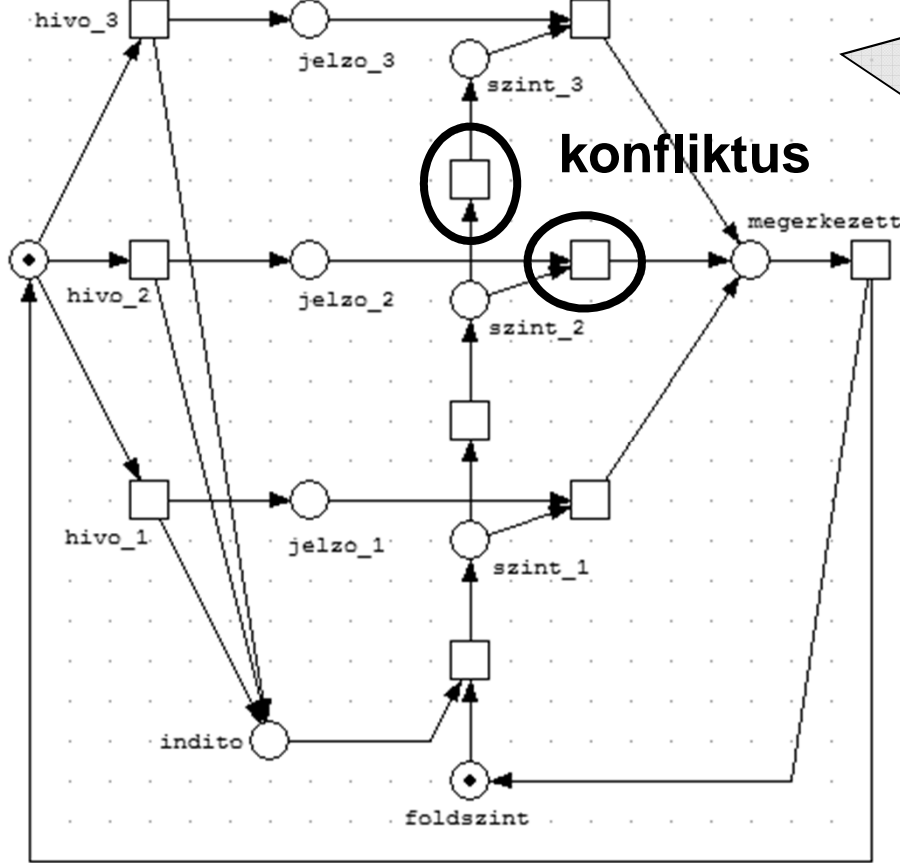 hivo_3
jelzo_3
szint_3
konfliktus
megerkezett
hivo_2
jelzo_2
szint_2
hivo_1
jelzo_1
szint_1
indito
foldszint